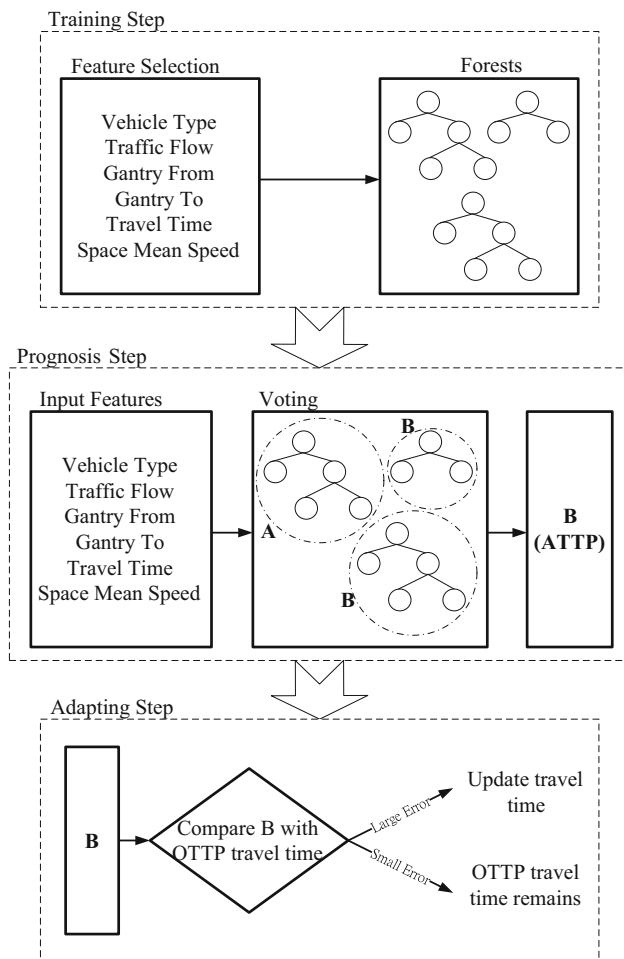 Training Step
Feature Selection
Forests
Vehicle Type
Traffic Flow
Gantry From
Gantry To
Travel Time
Space Mean Speed
Prognosis Step
Input Features
Voting
Vehicle Type
Traffic Flow
Gantry From
Gantry To
Travel Time
Space Mean Speed
A
B
B
B
(ATTP)
Adapting Step
B
Compare B with
OTTP travel time
Large Error
Small Error
Update travel
time
OTTP travel
time remains